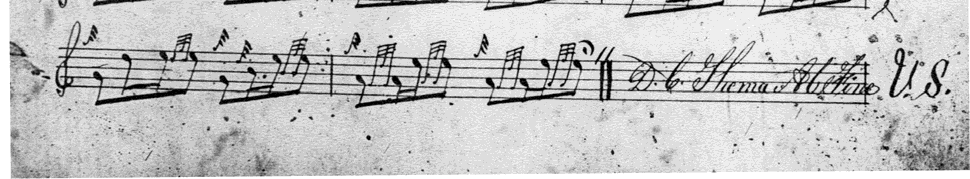 D. C. Thema Al Fine V. S.